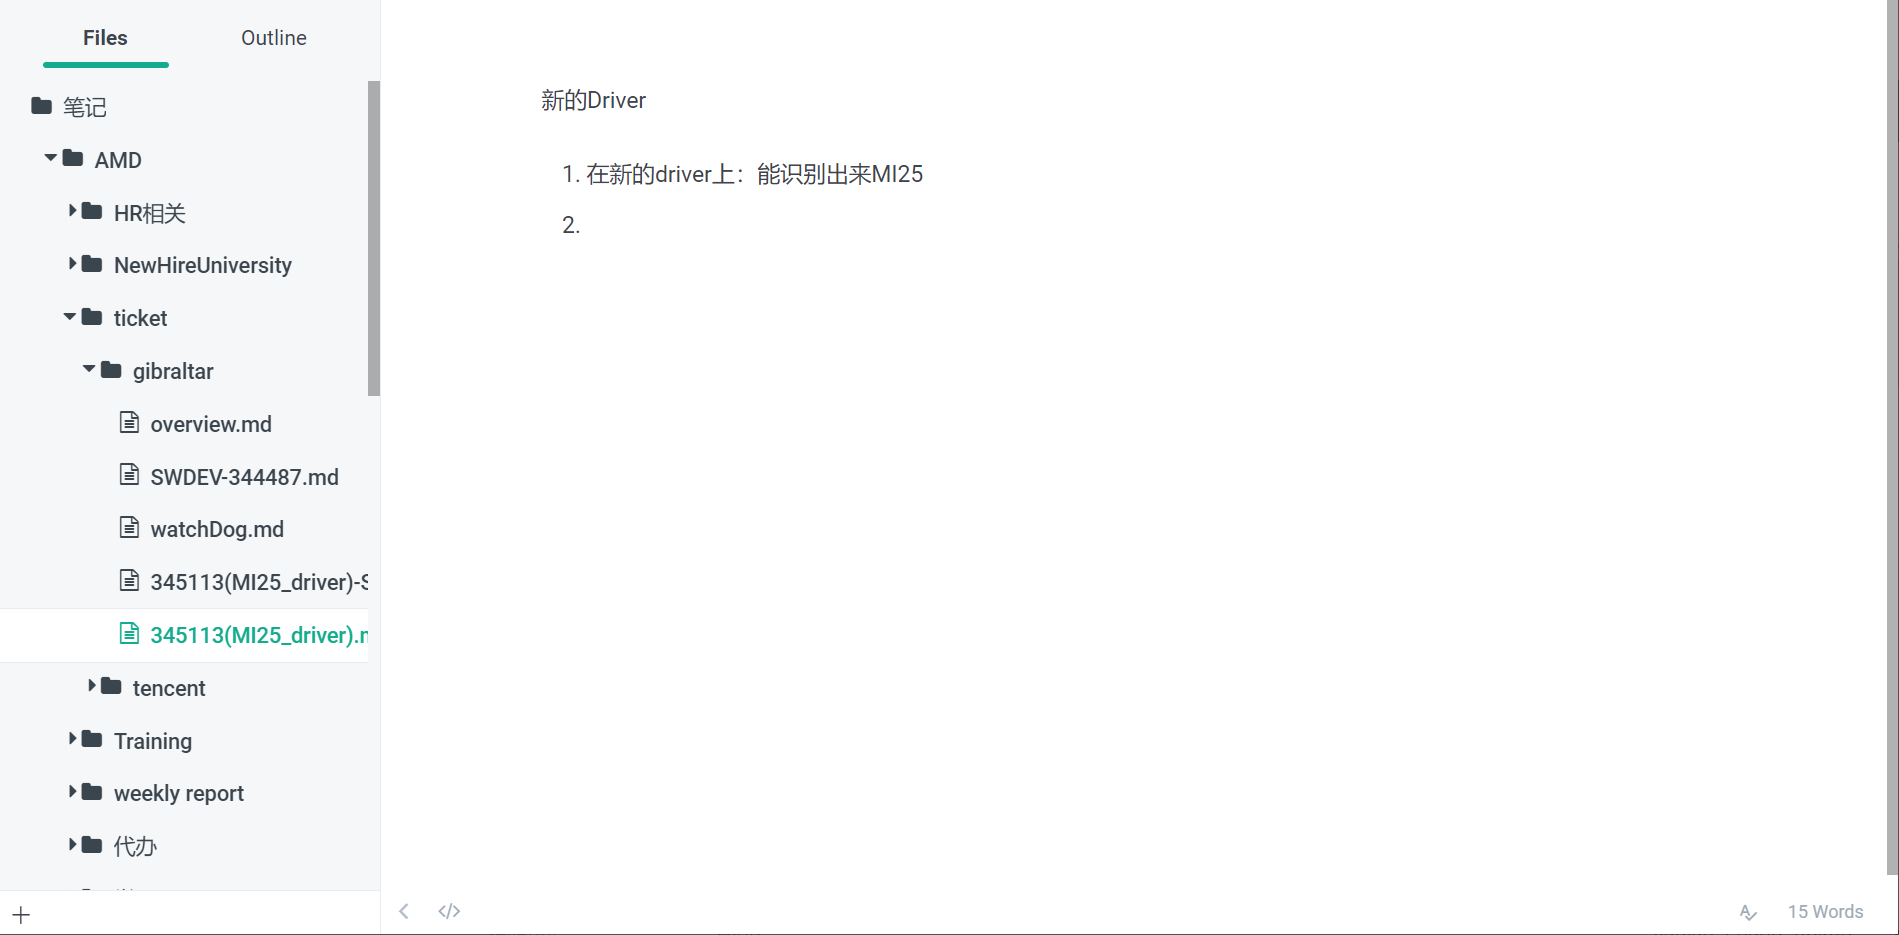 Files
Outline
笔记
AMD
HR相关
NewHireUniversity
ticket
gibraltar
overview.md
SWDEV-344487.md
watchDog.md
345113(MI25_driver)-S
345113(MI25_driver).m
tencent
Training
weekly report
代办
新的Driver
1. 在新的driver上：能识别出来MI25
2.
15 Words